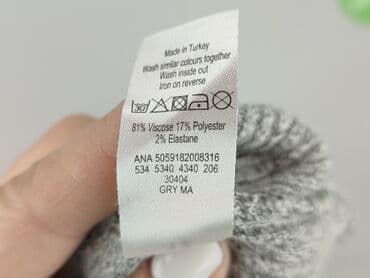 Made in Turkey
Wash similar colours together
Wash inside out
Iron on reverse
30
81% Viscose 17% Polyester
2% Elastane
ANA 5059182008316
534 5340 4340 206
30404
GRY MA